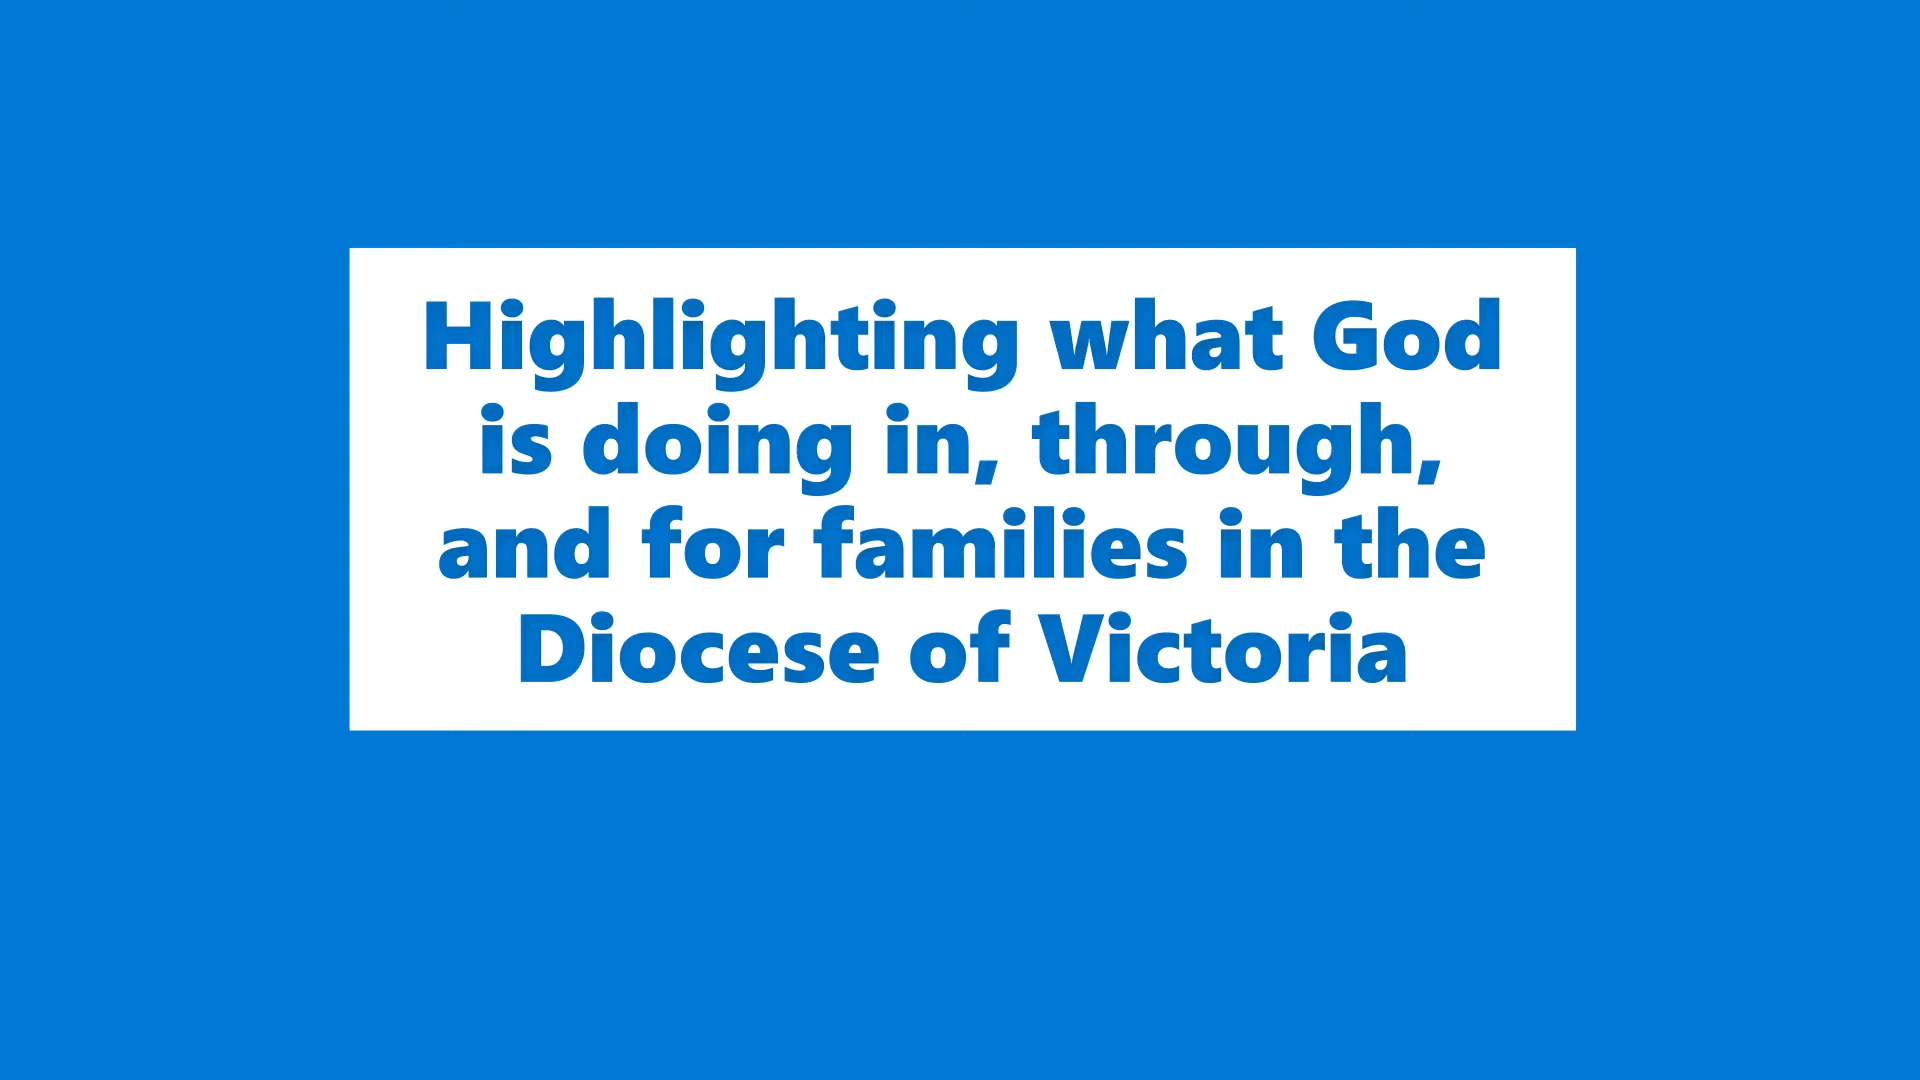 Highlighting what God
is doing in, through,
and for families in the
Diocese of Victoria